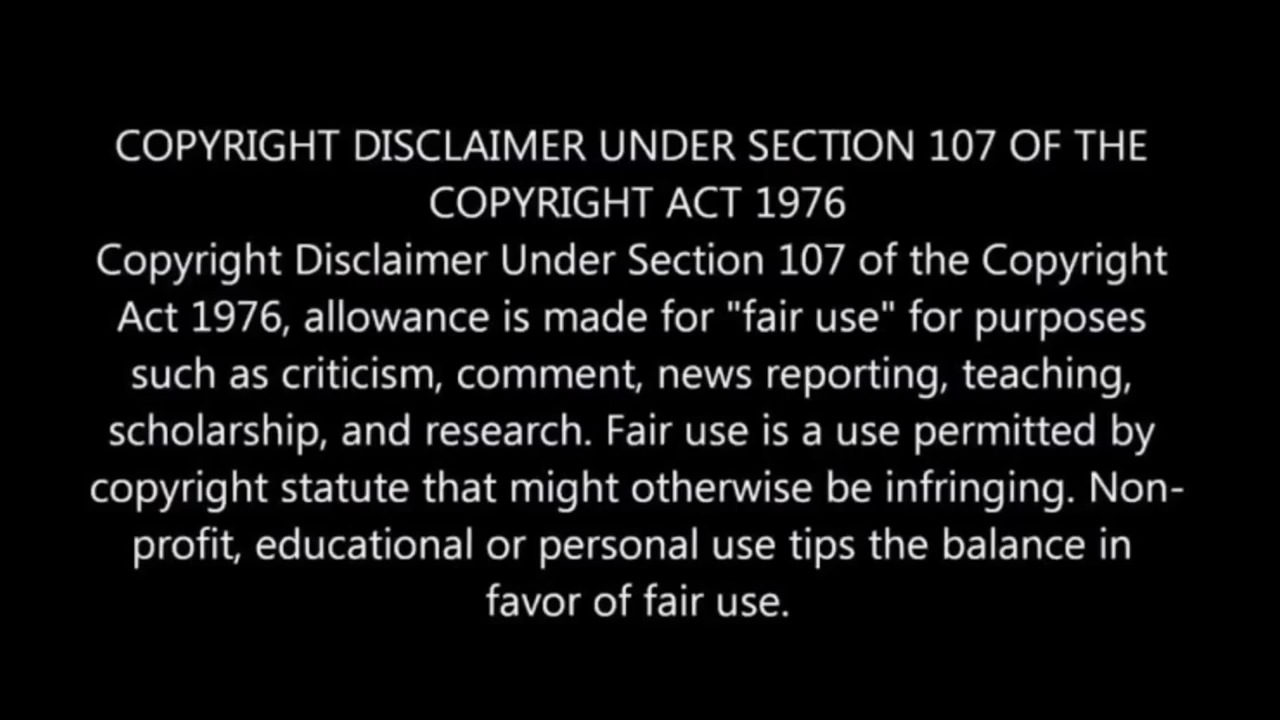 COPYRIGHT DISCLAIMER UNDER SECTION 107 OF THE
COPYRIGHT ACT 1976
Copyright Disclaimer Under Section 107 of the Copyright
Act 1976, allowance is made for "fair use" for purposes
such as criticism, comment, news reporting, teaching,
scholarship, and research. Fair use is a use permitted by
copyright statute that might otherwise be infringing. Non-
profit, educational or personal use tips the balance in
favor of fair use.